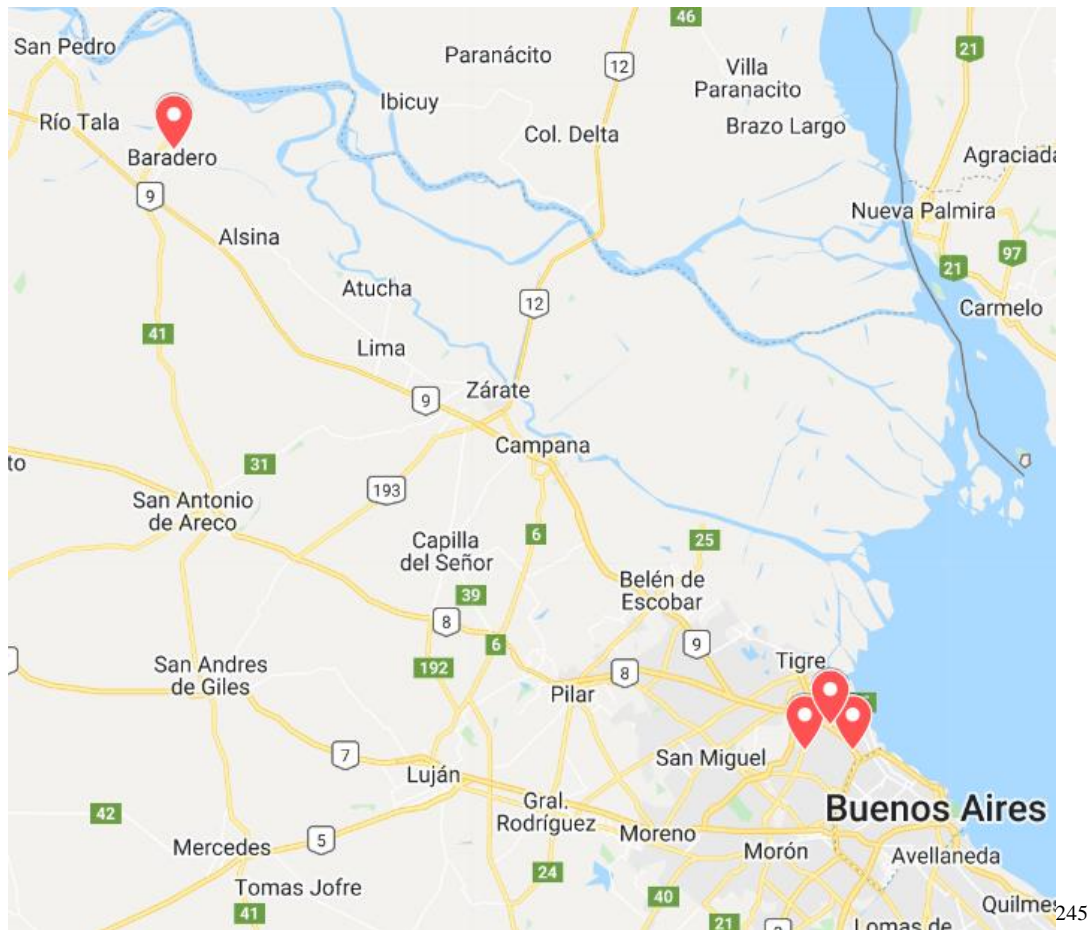 46
San Pedro
Paranácito
12
21
Villa
Paranacito
Ibicuy
Río Tala
Col. Delta
Brazo Largo
Baradero
Agraciada
9
Nueva Palmira
Alsina
97
21
Atucha
12
Carmelo
41
Lima
Zárate
9
Campana
to
31
193
San Antonio
de Areco
6
25
Capilla
del Señor
Belén de
Escobar
39
8
6
9
Tigre
San Andres
de Giles
192
8
Pilar
7
San Miguel
Luján
42
Gral.
Rodríguez
Buenos Aires
5
Moreno
Mercedes
Morón
Avellaneda
24
Tomas Jofre
40
Quilmes
245
41
21
Lomas de